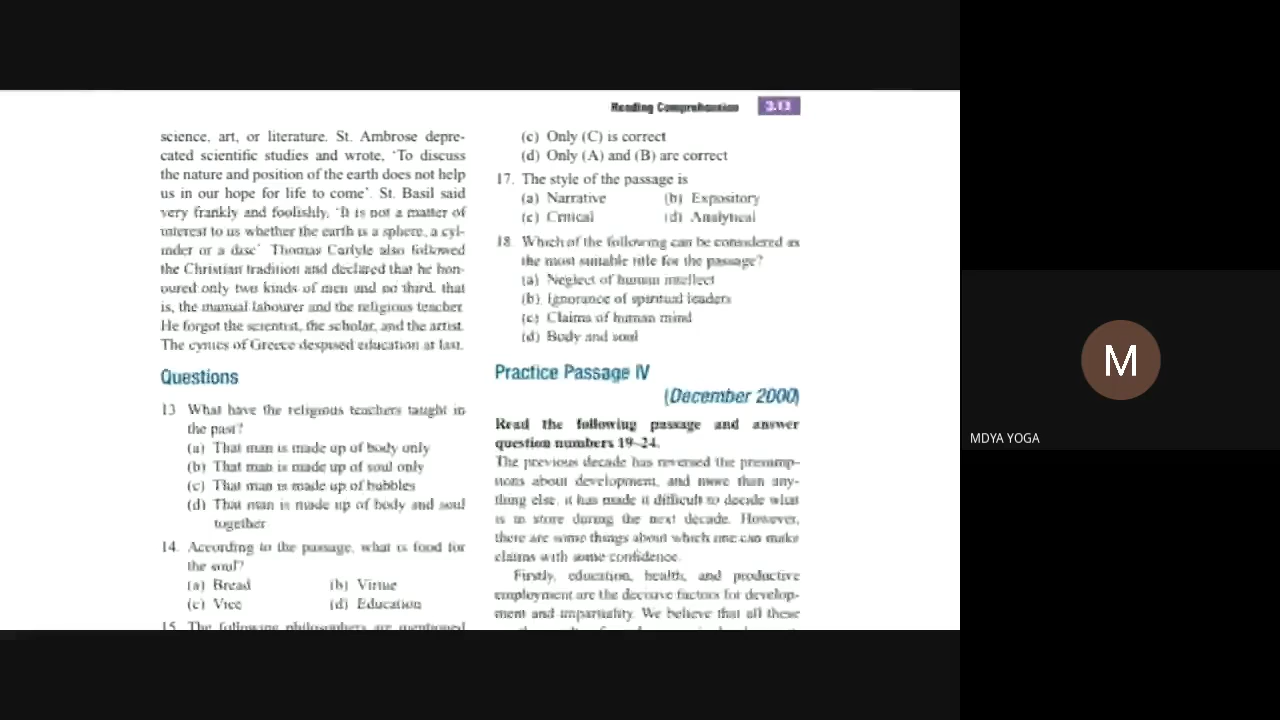 Reading Comprehension 3.13
science, art, or literature. St. Ambrose depre-
cated scientific studies and wrote, 'To discuss
the nature and position of the earth does not help
us in our hope for life to come'. St. Basil said
very frankly and foolishly, 'It is not a matter of
interest to us whether the earth is a sphere, a cyl-
inder or a disc' Thomas Carlyle also followed
the Christian tradition and declared that he hon-
oured only two kinds of men and no third, that
is, the manual labourer and the religious teacher.
He forgot the scientist, the scholar, and the artist.
The cynics of Greece despised education at last.
Questions
13 What have the religious teachers taught in
the past?
(a) That man is made up of body only
(b) That man is made up of soul only
(c) That man is made up of bubbles
(d) That man is made up of body and soul
together
14. According to the passage, what is food for
the soul?
(a) Bread (b) Virtue
(c) Vice (d) Education
15. The following philosophers are mentioned
(c) Only (C) is correct
(d) Only (A) and (B) are correct
17. The style of the passage is
(a) Narrative (b) Expository
(c) Critical (d) Analytical
18. Which of the following can be considered as
the most suitable title for the passage?
(a) Neglect of human intellect
(b) Ignorance of spiritual leaders
(c) Claims of human mind
(d) Body and soul
Practice Passage IV
(December 2000)
Read the following passage and answer
question numbers 19–24.
The previous decade has reversed the presump-
tions about development, and more than any-
thing else, it has made it difficult to decide what
is in store during the next decade. However,
there are some things about which one can make
claims with some confidence.
Firstly, education, health, and productive
employment are the decisive factors for develop-
ment and impartiality. We believe that all these
M
MDYA YOGA